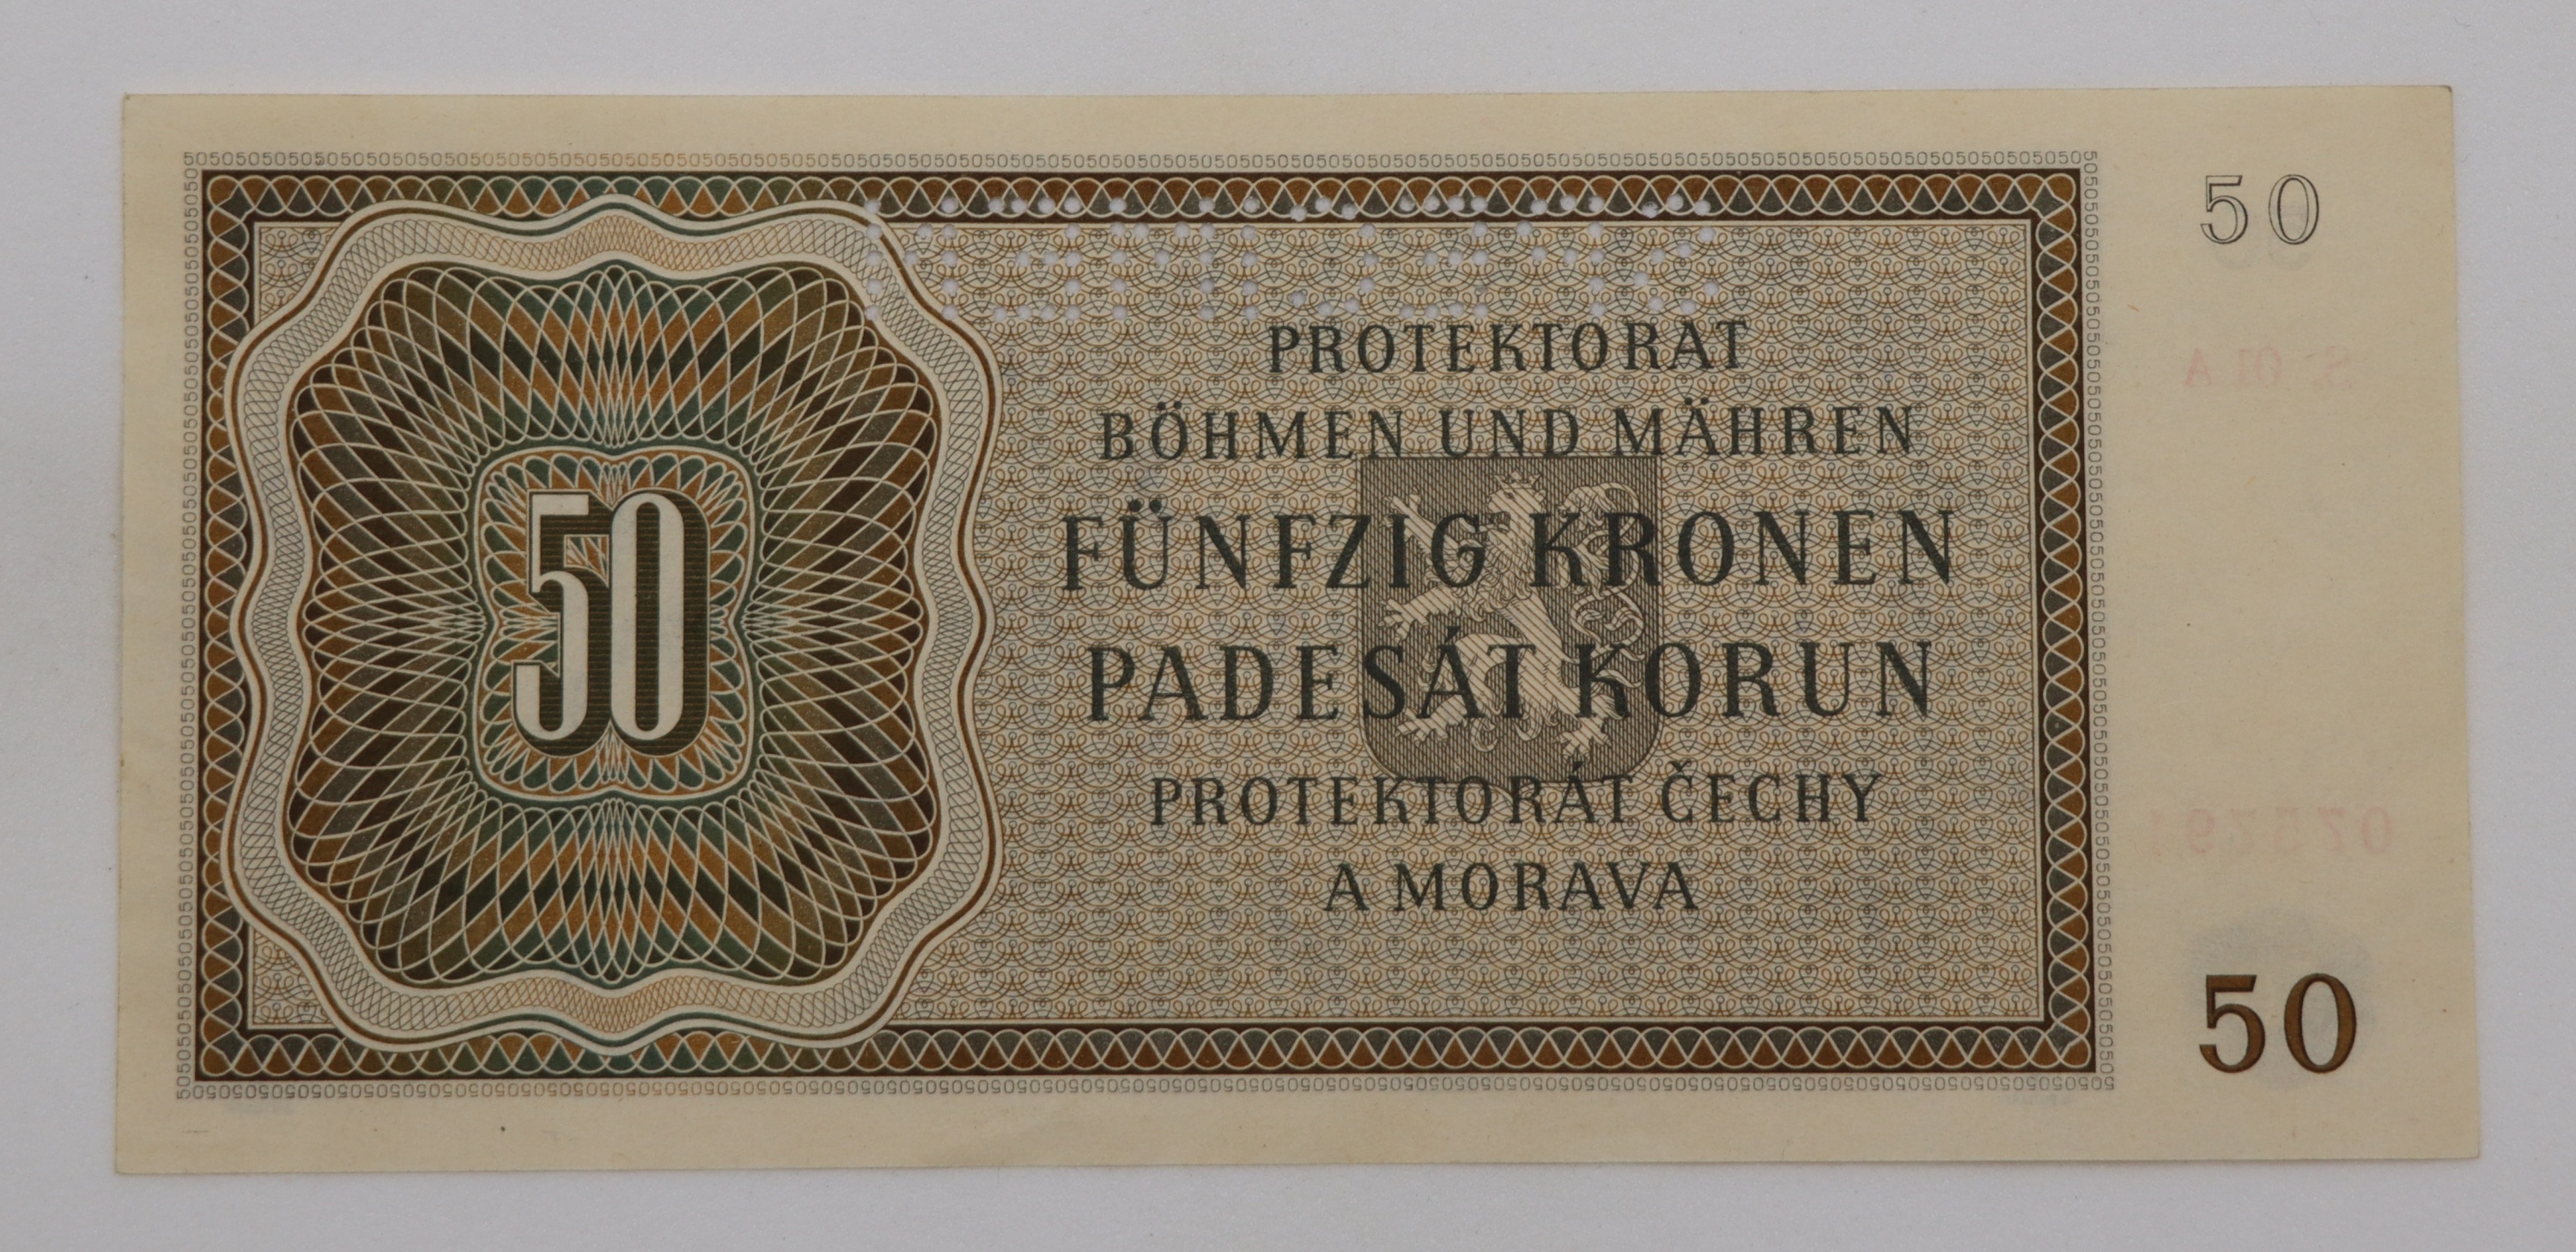 50
PROTEKTORAT
BÖHMEN UND MÄHREN
FÜNFZIG KRONEN
PADESÁT KORUN
PROTEKTORÁT ČECHY
A MORAVA
50
50